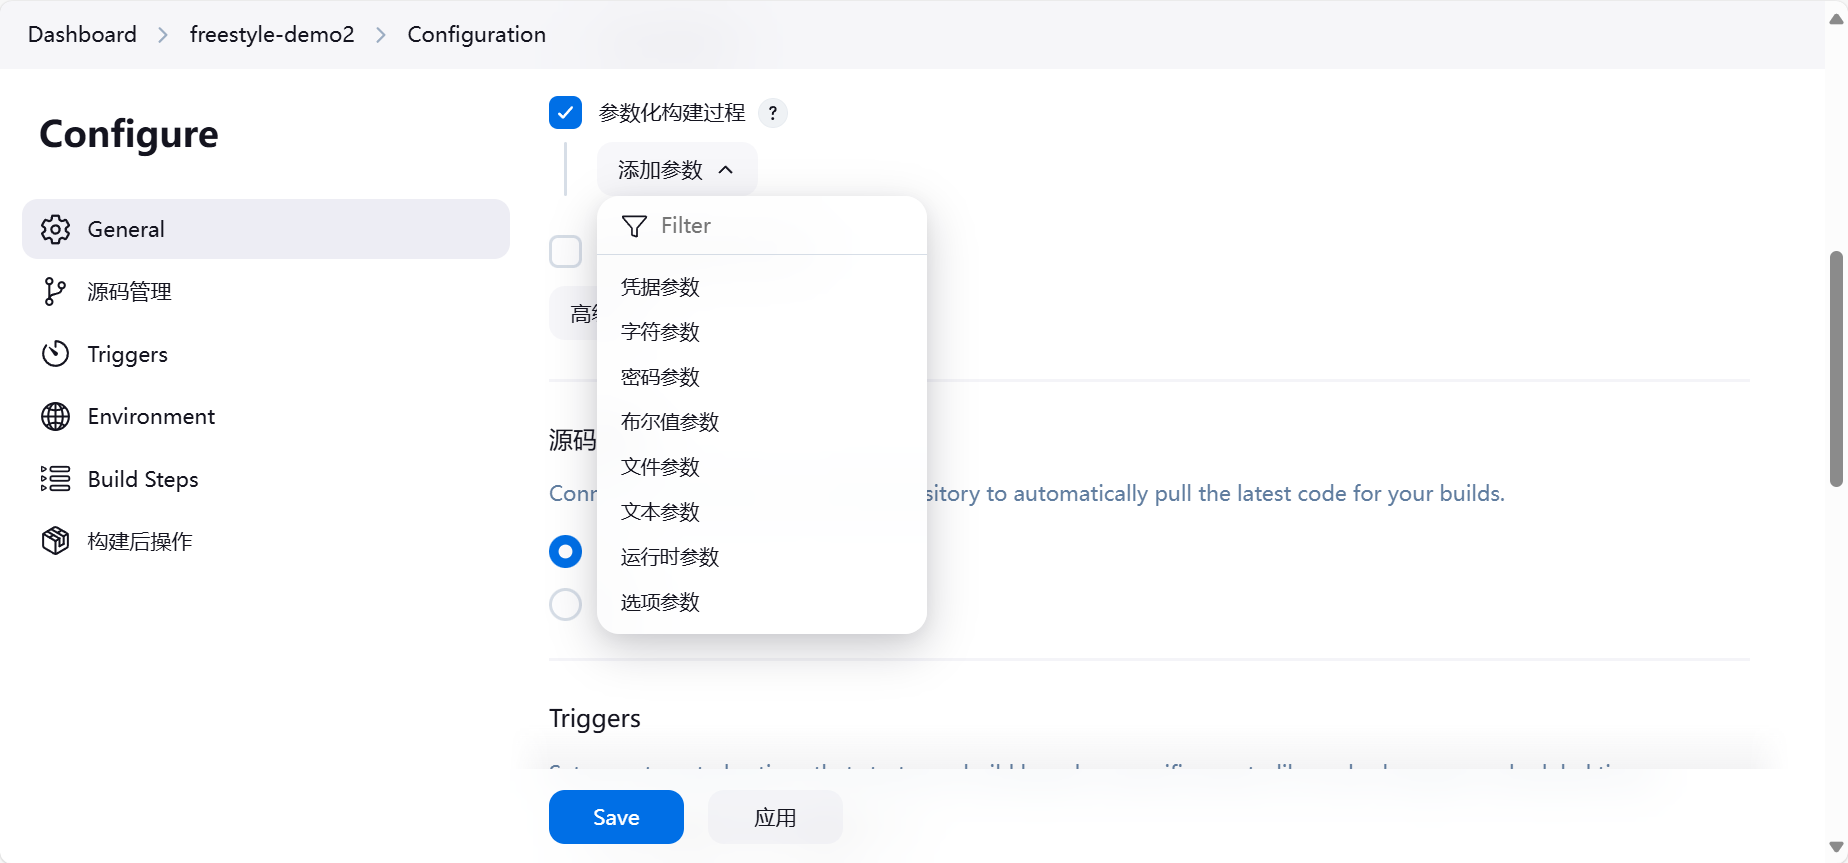 Dashboard > freestyle-demo2 > Configuration
Configure
General
源码管理
Triggers
Environment
Build Steps
构建后操作
参数化构建过程 ?
添加参数
Filter
凭据参数
字符参数
密码参数
布尔值参数
文件参数
文本参数
运行时参数
选项参数
高
源码
Conn sitory to automatically pull the latest code for your builds.
Triggers
Save
应用